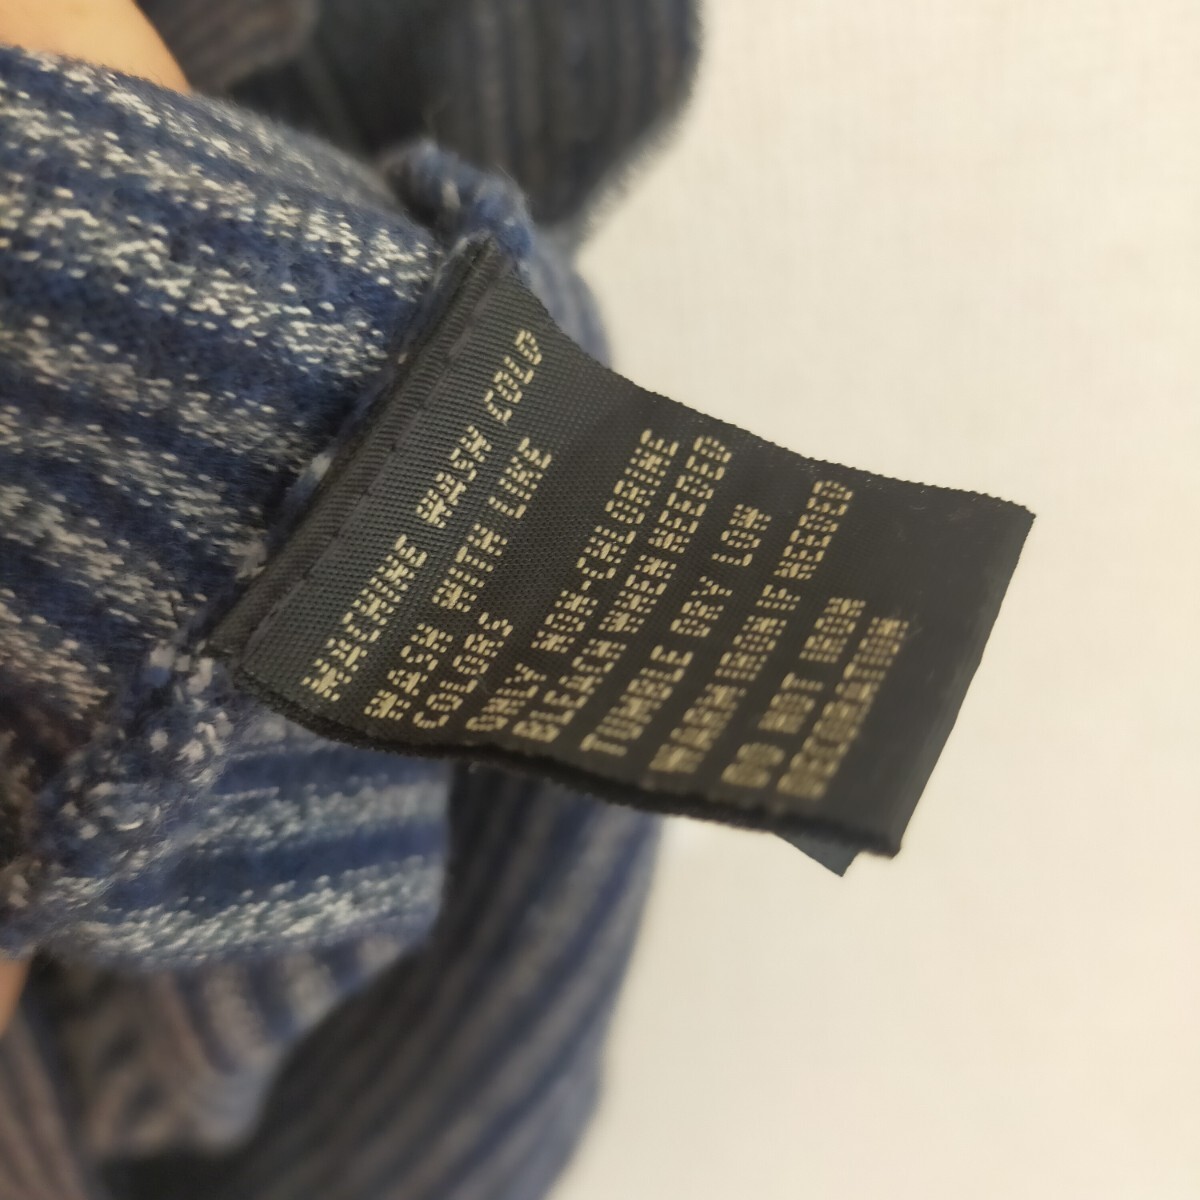 MACHINE WASH COLD
WASH WITH LIKE
COLORS
ONLY NON-CHLORINE
BLEACH WHEN NEEDED
TUMBLE DRY LOW
WARM IRON IF NEEDED
DO NOT IRON
DECORATION